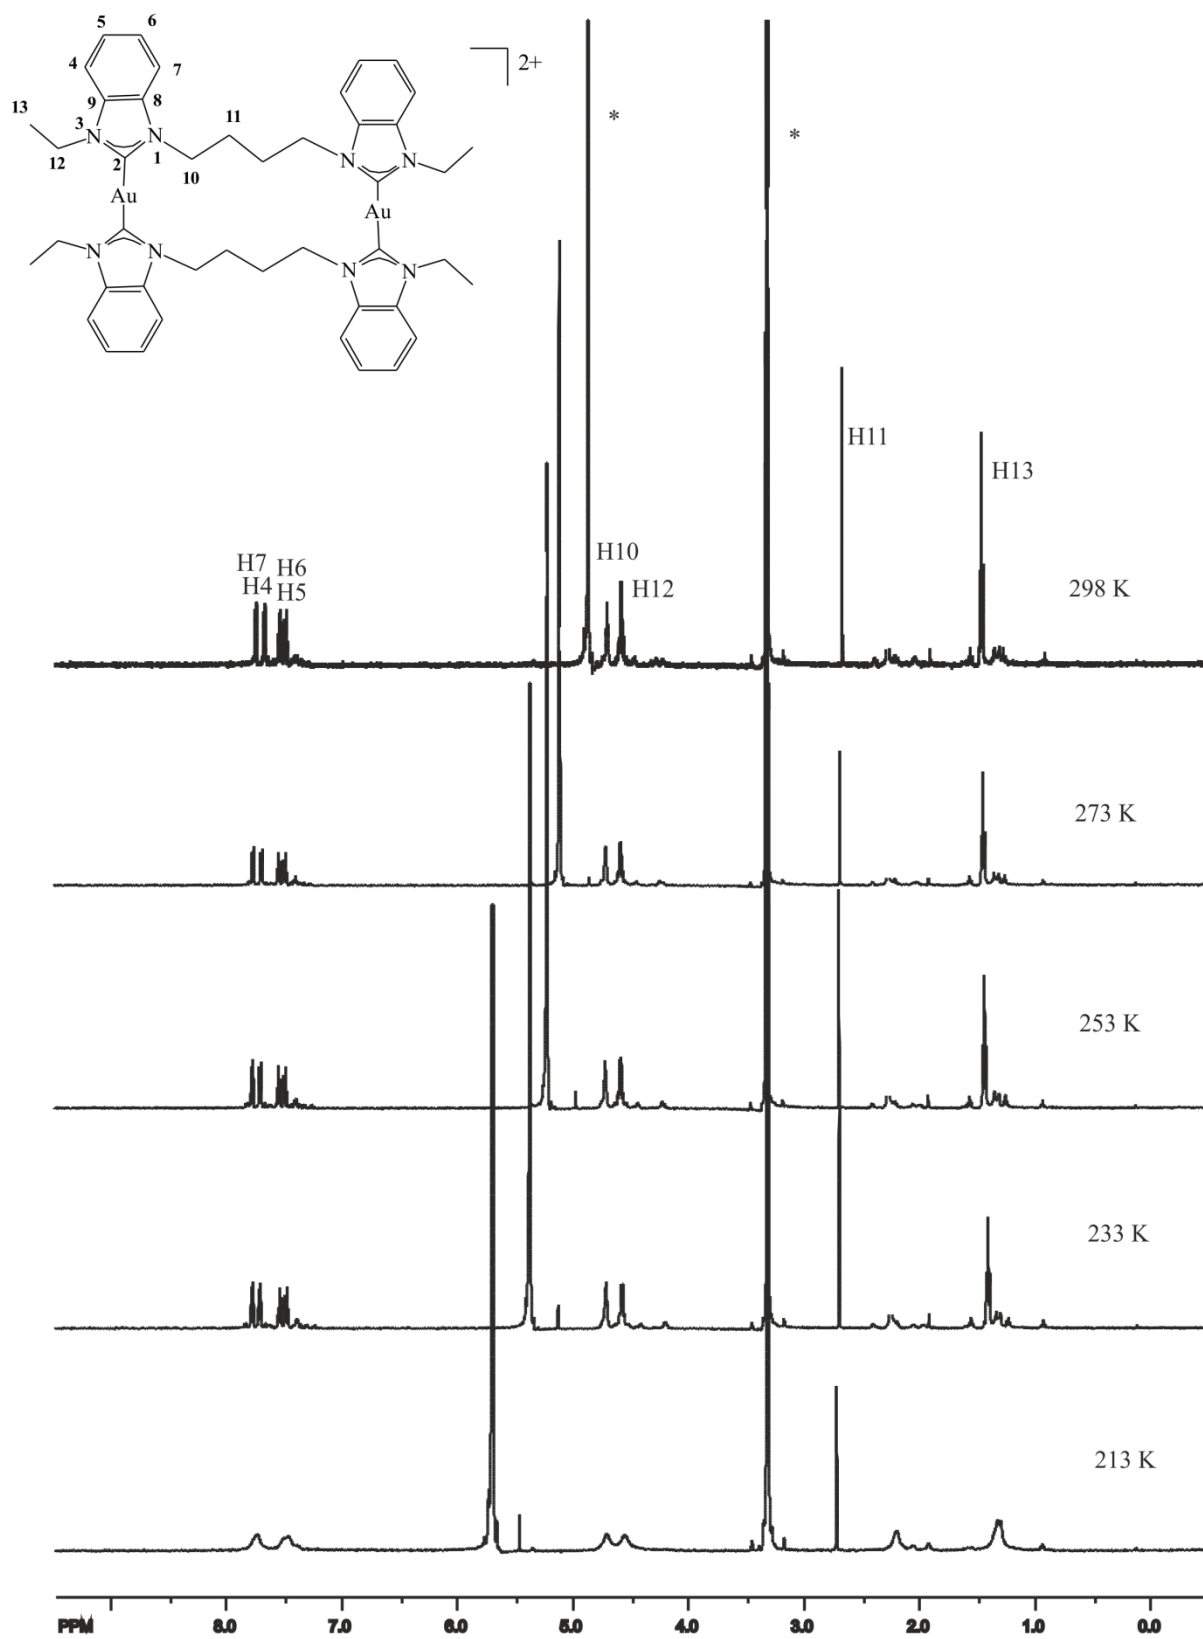 5 6
4 7
13 9 8 11
3 N N 1 N N
12 2 10
Au Au
N N N N
2+
* *
H11
H13
H7 H6
H4 H5
H10
H12
298 K
273 K
253 K
233 K
213 K
PPM 8.0 7.0 6.0 5.0 4.0 3.0 2.0 1.0 0.0